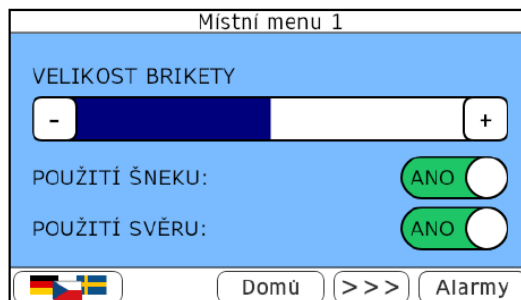 Místní menu 1
VELIKOST BRIKETY
- +
POUŽITÍ ŠNEKU: ANO
POUŽITÍ SVĚRU: ANO
Domů >>> Alarmy